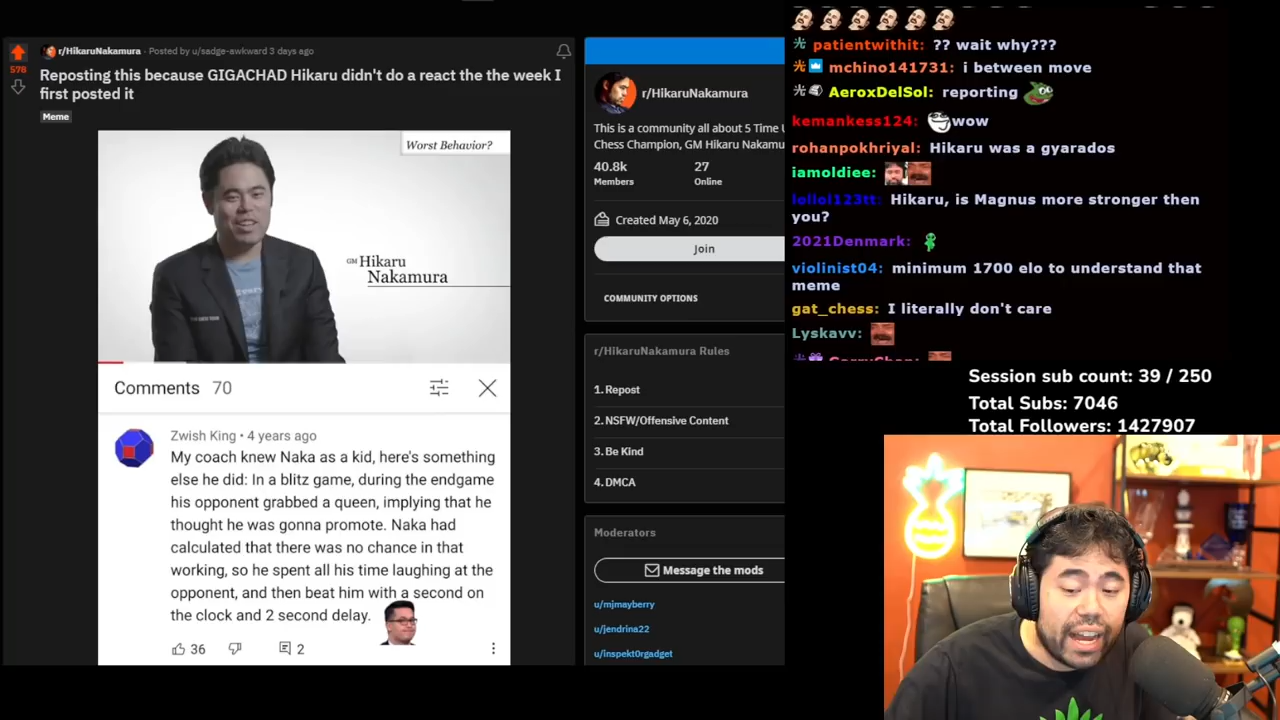 r/HikaruNakamura · Posted by u/sadge-awkward 3 days ago
578
Reposting this because GIGACHAD Hikaru didn't do a react the the week I
first posted it
Meme
Worst Behavior?
GM Hikaru
Nakamura
Comments 70
Zwish King • 4 years ago
My coach knew Naka as a kid, here's something
else he did: In a blitz game, during the endgame
his opponent grabbed a queen, implying that he
thought he was gonna promote. Naka had
calculated that there was no chance in that
working, so he spent all his time laughing at the
opponent, and then beat him with a second on
the clock and 2 second delay.
36
2
r/HikaruNakamura
This is a community all about 5 Time U
Chess Champion, GM Hikaru Nakamu
40.8k
27
Members
Online
Created May 6, 2020
Join
COMMUNITY OPTIONS
r/HikaruNakamura Rules
1. Repost
2. NSFW/Offensive Content
3. Be Kind
4. DMCA
Moderators
Message the mods
u/mjmayberry
u/jendrina22
u/inspekt0rgadget
patientwithit: ?? wait why???
mchino141731: i between move
AeroxDelSol: reporting
kemankess124: wow
rohanpokhriyal: Hikaru was a gyarados
iamoldiee:
lolloi123tt: Hikaru, is Magnus more stronger then
you?
2021Denmark:
violinist04: minimum 1700 elo to understand that
meme
gat_chess: I literally don't care
Lyskavv:
Session sub count: 39 / 250
Total Subs: 7046
Total Followers: 1427907